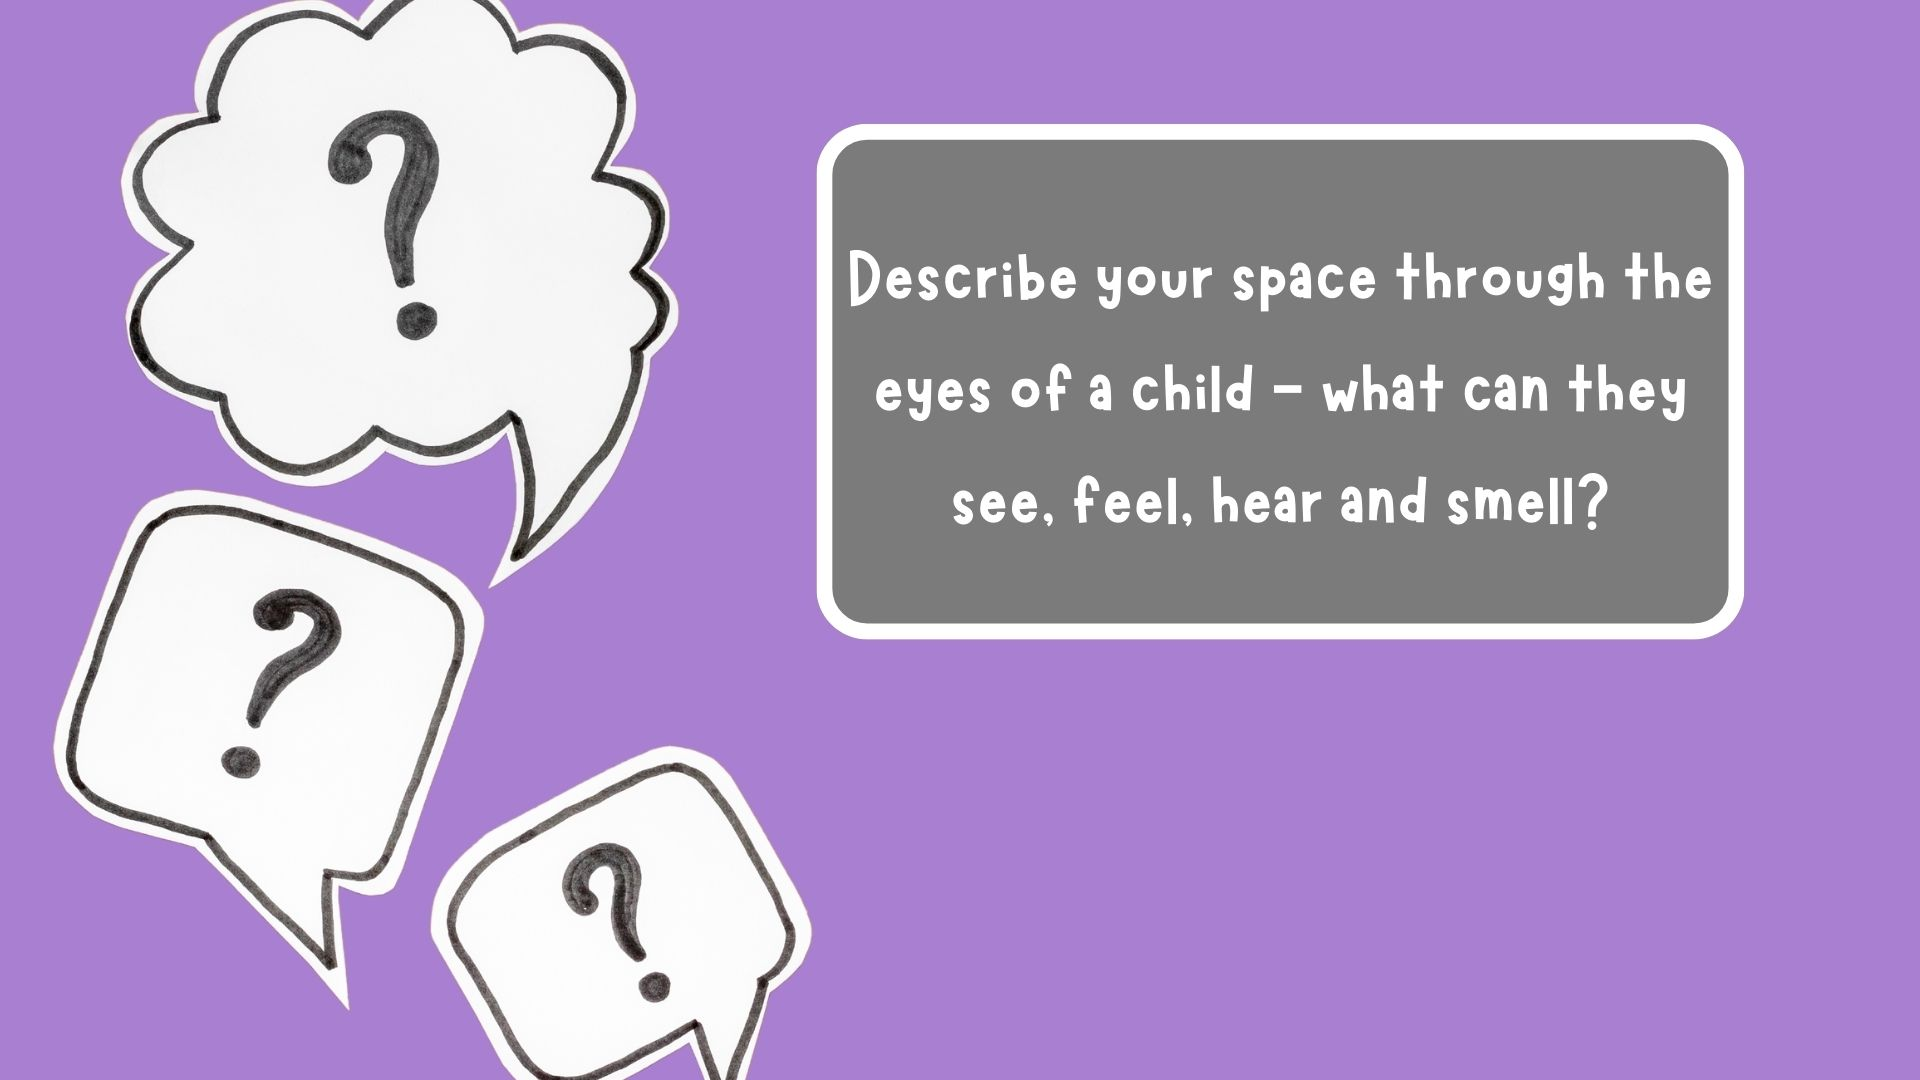 ?
?
?
Describe your space through the
eyes of a child – what can they
see, feel, hear and smell?